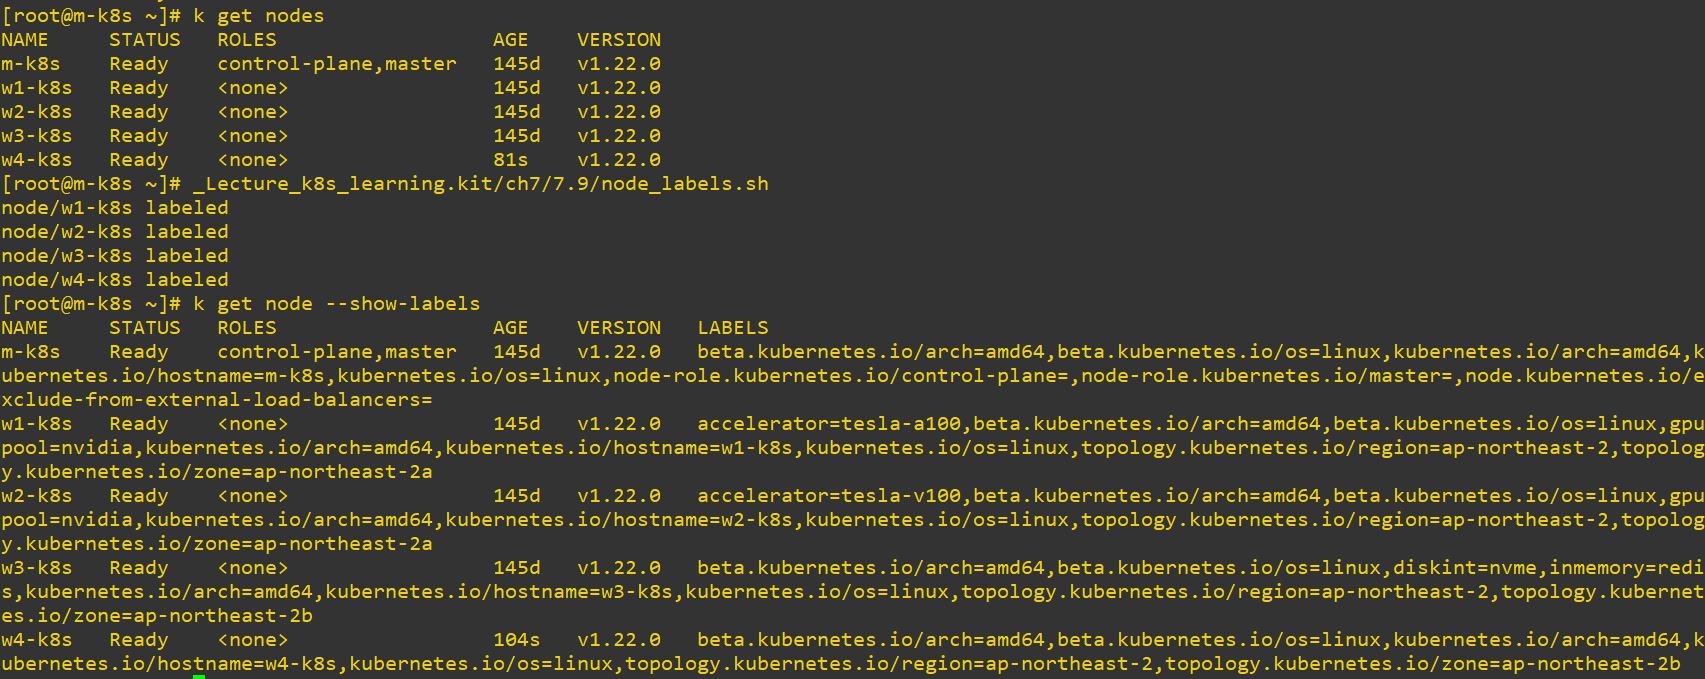 [root@m-k8s ~]# k get nodes
NAME     STATUS   ROLES                  AGE    VERSION
m-k8s    Ready    control-plane,master   145d   v1.22.0
w1-k8s   Ready    <none>                 145d   v1.22.0
w2-k8s   Ready    <none>                 145d   v1.22.0
w3-k8s   Ready    <none>                 145d   v1.22.0
w4-k8s   Ready    <none>                 81s    v1.22.0
[root@m-k8s ~]# _Lecture_k8s_learning.kit/ch7/7.9/node_labels.sh
node/w1-k8s labeled
node/w2-k8s labeled
node/w3-k8s labeled
node/w4-k8s labeled
[root@m-k8s ~]# k get node --show-labels
NAME     STATUS   ROLES                  AGE    VERSION   LABELS
m-k8s    Ready    control-plane,master   145d   v1.22.0   beta.kubernetes.io/arch=amd64,beta.kubernetes.io/os=linux,kubernetes.io/arch=amd64,k
ubernetes.io/hostname=m-k8s,kubernetes.io/os=linux,node-role.kubernetes.io/control-plane=,node-role.kubernetes.io/master=,node.kubernetes.io/e
xclude-from-external-load-balancers=
w1-k8s   Ready    <none>                 145d   v1.22.0   accelerator=tesla-a100,beta.kubernetes.io/arch=amd64,beta.kubernetes.io/os=linux,gpu
pool=nvidia,kubernetes.io/arch=amd64,kubernetes.io/hostname=w1-k8s,kubernetes.io/os=linux,topology.kubernetes.io/region=ap-northeast-2,topolog
y.kubernetes.io/zone=ap-northeast-2a
w2-k8s   Ready    <none>                 145d   v1.22.0   accelerator=tesla-v100,beta.kubernetes.io/arch=amd64,beta.kubernetes.io/os=linux,gpu
pool=nvidia,kubernetes.io/arch=amd64,kubernetes.io/hostname=w2-k8s,kubernetes.io/os=linux,topology.kubernetes.io/region=ap-northeast-2,topolog
y.kubernetes.io/zone=ap-northeast-2a
w3-k8s   Ready    <none>                 145d   v1.22.0   beta.kubernetes.io/arch=amd64,beta.kubernetes.io/os=linux,diskint=nvme,inmemory=redi
s,kubernetes.io/arch=amd64,kubernetes.io/hostname=w3-k8s,kubernetes.io/os=linux,topology.kubernetes.io/region=ap-northeast-2,topology.kubernet
es.io/zone=ap-northeast-2b
w4-k8s   Ready    <none>                 104s   v1.22.0   beta.kubernetes.io/arch=amd64,beta.kubernetes.io/os=linux,kubernetes.io/arch=amd64,k
ubernetes.io/hostname=w4-k8s,kubernetes.io/os=linux,topology.kubernetes.io/region=ap-northeast-2,topology.kubernetes.io/zone=ap-northeast-2b